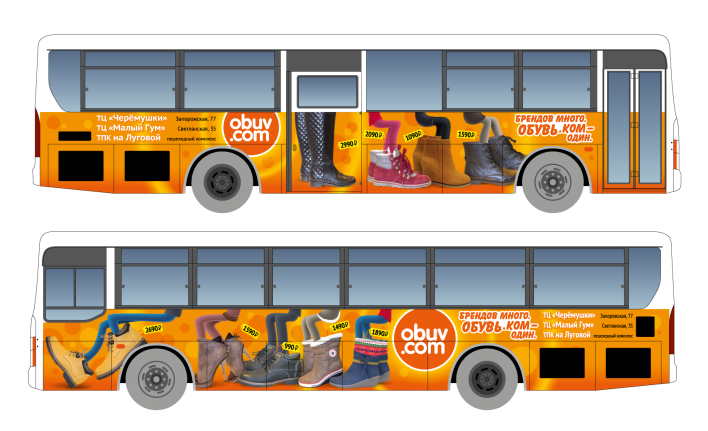 ТЦ «Черёмушки» Запорожская, 77
ТЦ «Малый Гум» Светланская, 35
ТПК на Луговой пешеходный комплекс
obuv
.com
2990₽
2090₽
1090₽
1590₽
БРЕНДОВ МНОГО.
ОБУВЬ.КОМ—
ОДИН.
2690₽
1390₽
990₽
1490₽
1890₽
obuv
.com
БРЕНДОВ МНОГО.
ОБУВЬ.КОМ—
ОДИН.
ТЦ «Черёмушки» Запорожская, 77
ТЦ «Малый Гум» Светланская, 35
ТПК на Луговой пешеходный комплекс